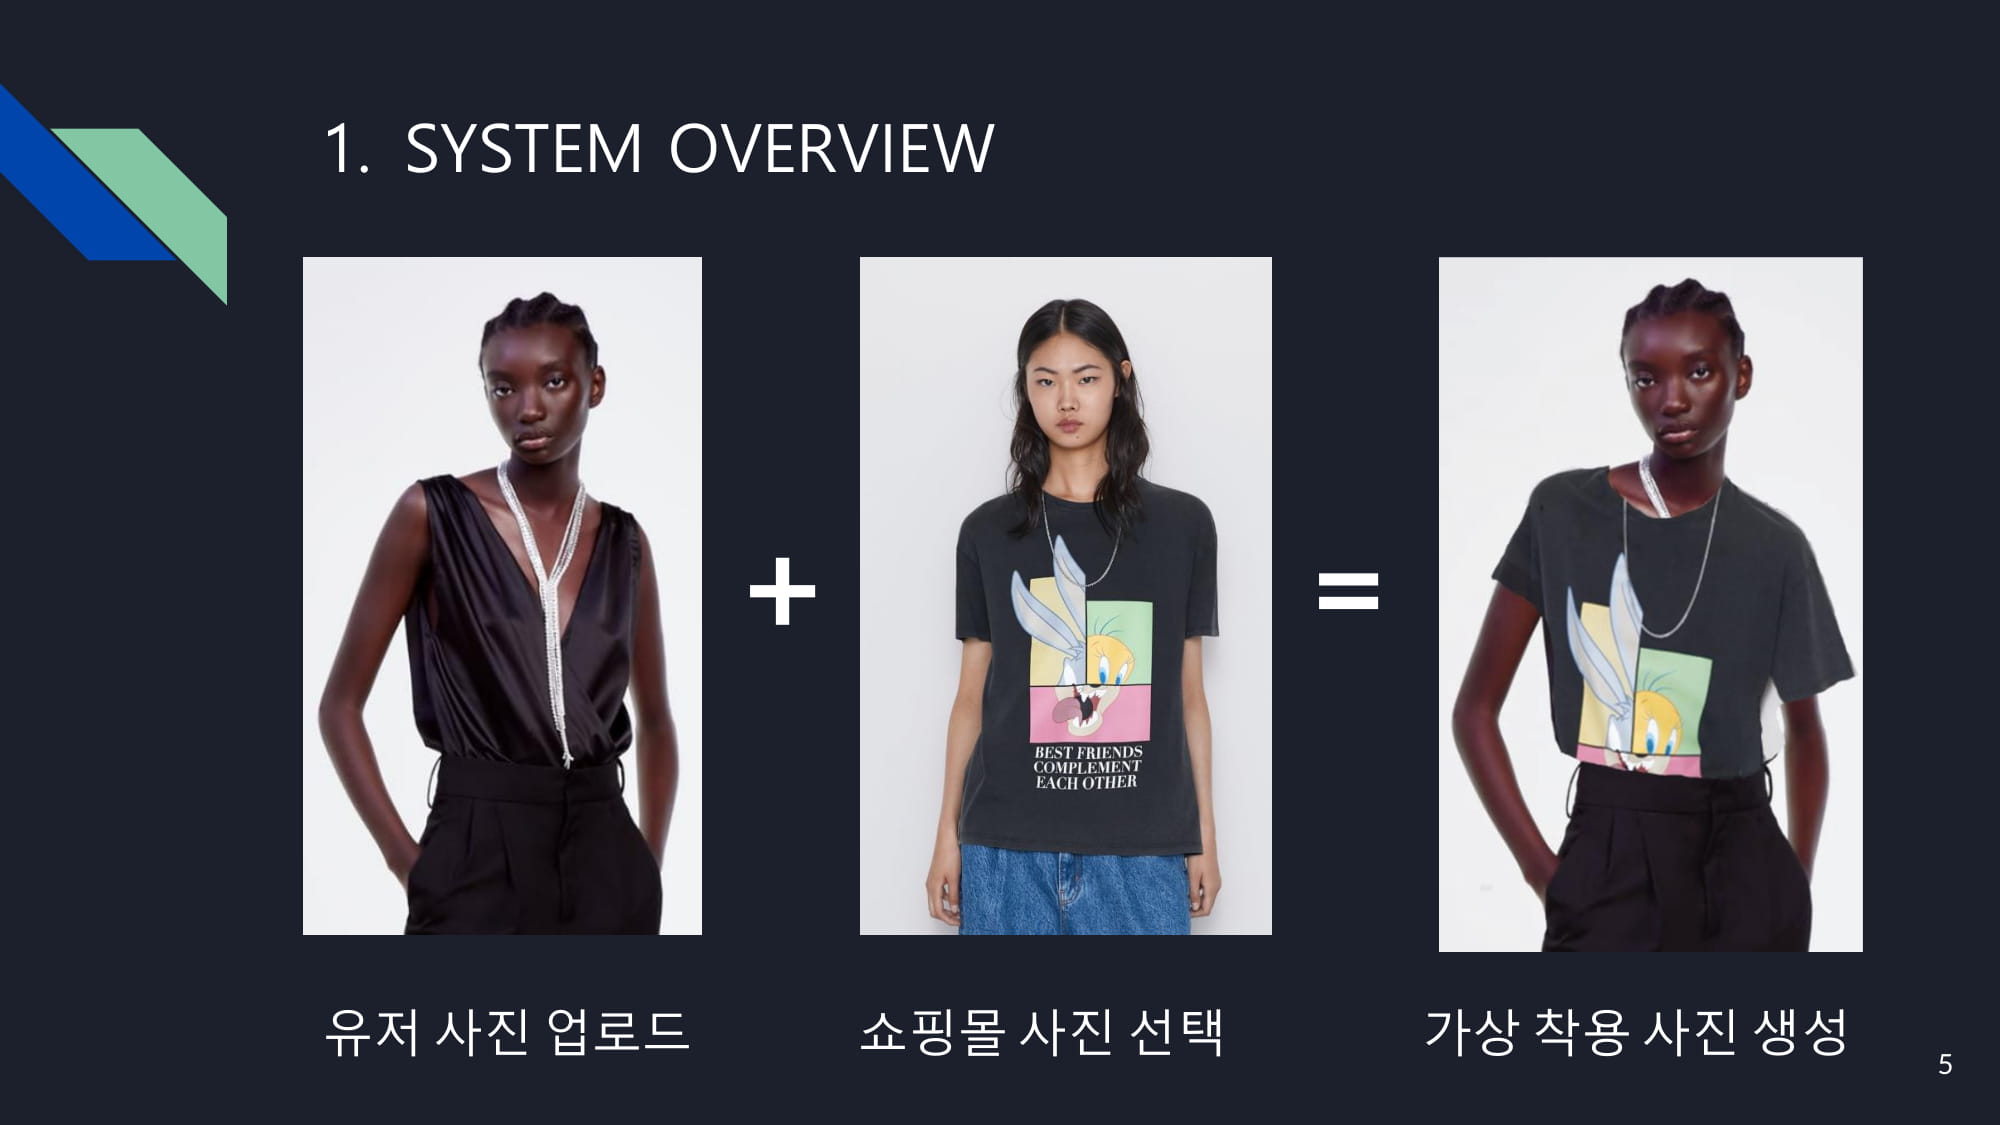 1. SYSTEM OVERVIEW
+
=
BEST FRIENDS
COMPLEMENT
EACH OTHER
유저 사진 업로드
쇼핑몰 사진 선택
가상 착용 사진 생성
5